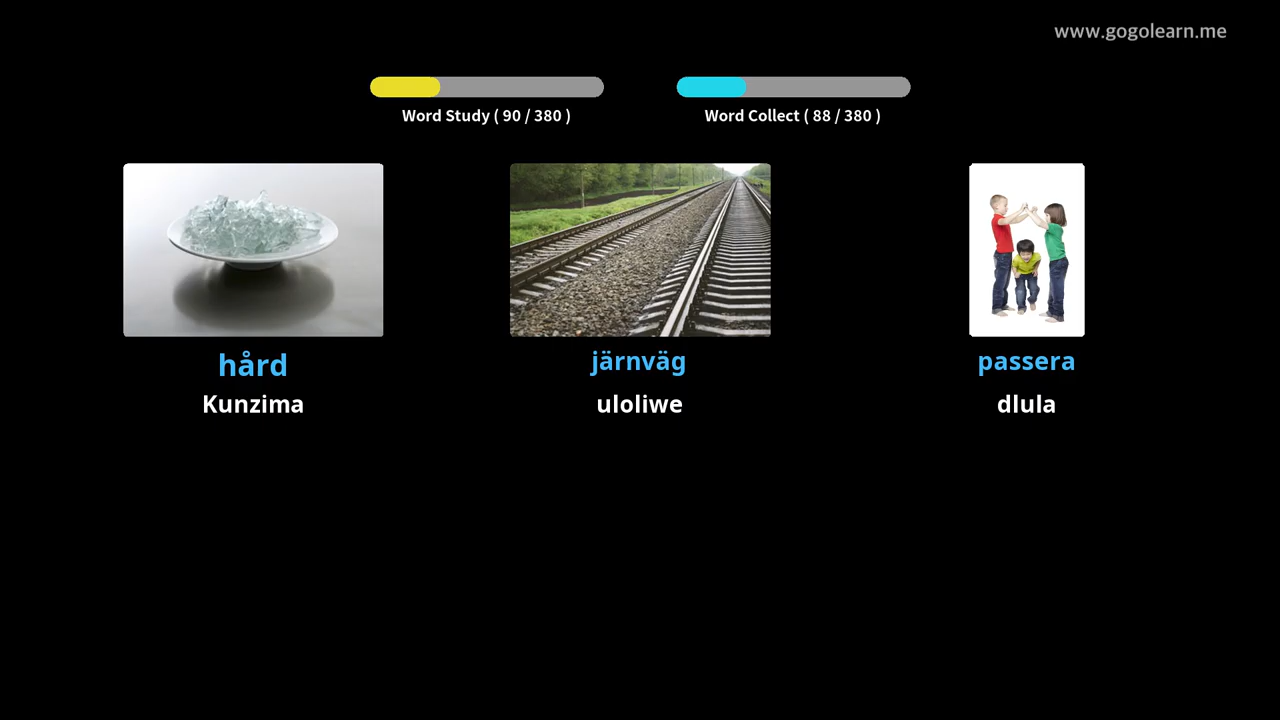 www.gogolearn.me
Word Study ( 90 / 380 )
Word Collect ( 88 / 380 )
hård
järnväg
passera
Kunzima
uloliwe
dlula